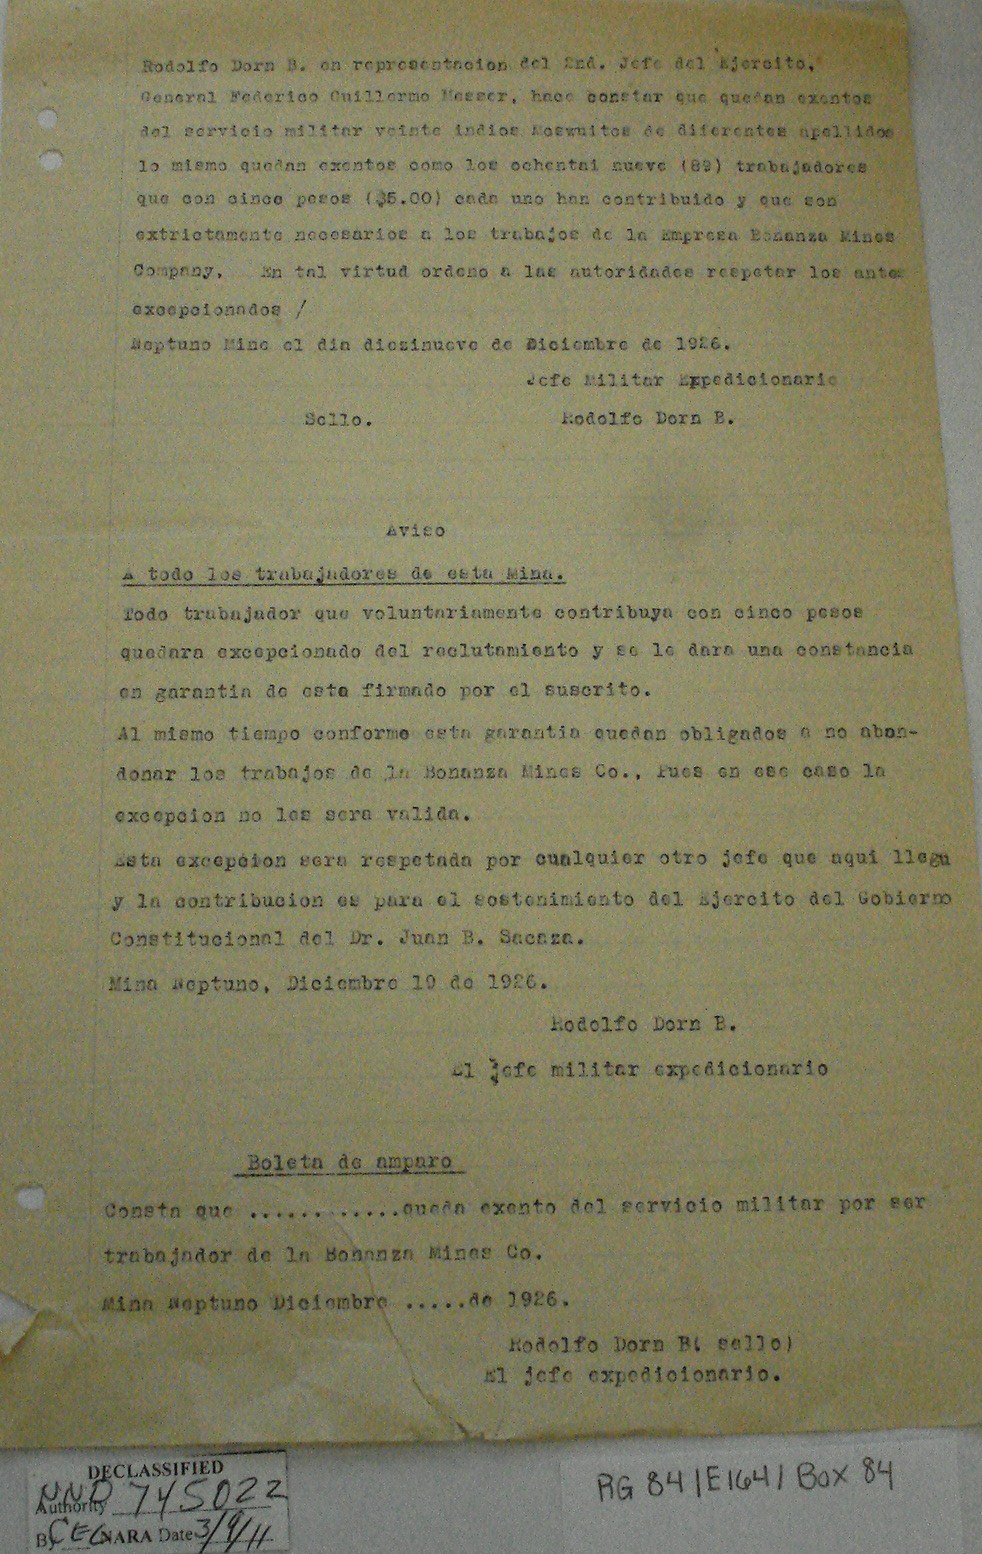 Rodolfo Dorn B. en representacion del 2nd. Jefe del Ejercito,
General Federico Guillermo Messer, hace constar que quedan exentos
del servicio militar veinte indios Moswuitos de diferentes apellidos
lo mismo quedan exentos como los ochentai nueve (89) trabajadores
que con cinco pesos ($5.00) cada uno han contribuido y que son
extrictamente necesarios a los trabajos de la Empresa Bonanza Mines
Company, En tal virtud ordeno a las autoridades respetar los ante
excepcionados /
Neptuno Mine el dia diezinueve de Diciembre de 1926.
Jefe Militar Expedicionario
Sello. Rodolfo Dorn B.
Aviso
A todo los trabajadores de esta Mina.
Todo trabajador que voluntariamente contribuya con cinco pesos
quedara excepcionado del reclutamiento y se le dara una constancia
en garantia de esta firmado por el suscrito.
Al mismo tiempo conforme esta garantia quedan obligados a no aban-
donar los trabajos de la Bonanza Mines Co., Pues en ese caso la
excepcion no les sera valida.
Esta excepcion sera respetada por cualquier otro jefe que aqui llega
y la contribucion es para el sostenimiento del Ejercito del Gobierno
Constitucional del Dr. Juan B. Sacasa.
Mina Neptuno, Diciembre 19 de 1926.
Rodolfo Dorn B.
El jefe militar expedicionario
Boleta de amparo
Consta que ............queda exento del servicio militar por ser
trabajador de la Bonanza Mines Co.
Mina Neptuno Diciembre .....de 1926.
Rodolfo Dorn B( sello)
El jefe expedicionario.
DECLASSIFIED
Authority NND 745022
By CEG NARA Date 3/9/11
RG 84/E164/Box 84